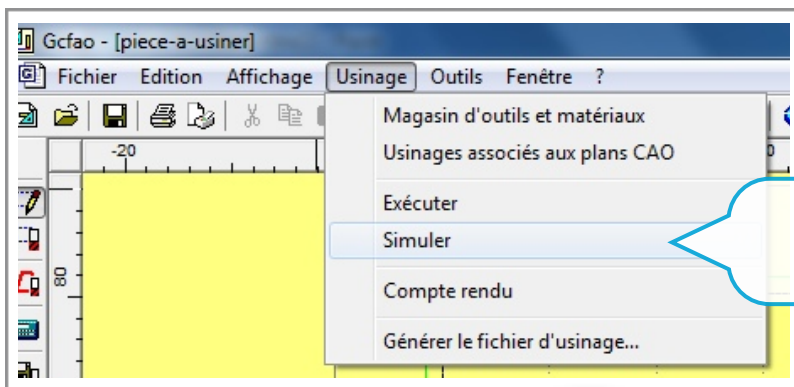 Gcfao - [piece-a-usiner]
Fichier Edition Affichage Usinage Outils Fenêtre ?
Magasin d'outils et matériaux
Usinages associés aux plans CAO
Exécuter
Simuler
Compte rendu
Générer le fichier d'usinage...
-20
80